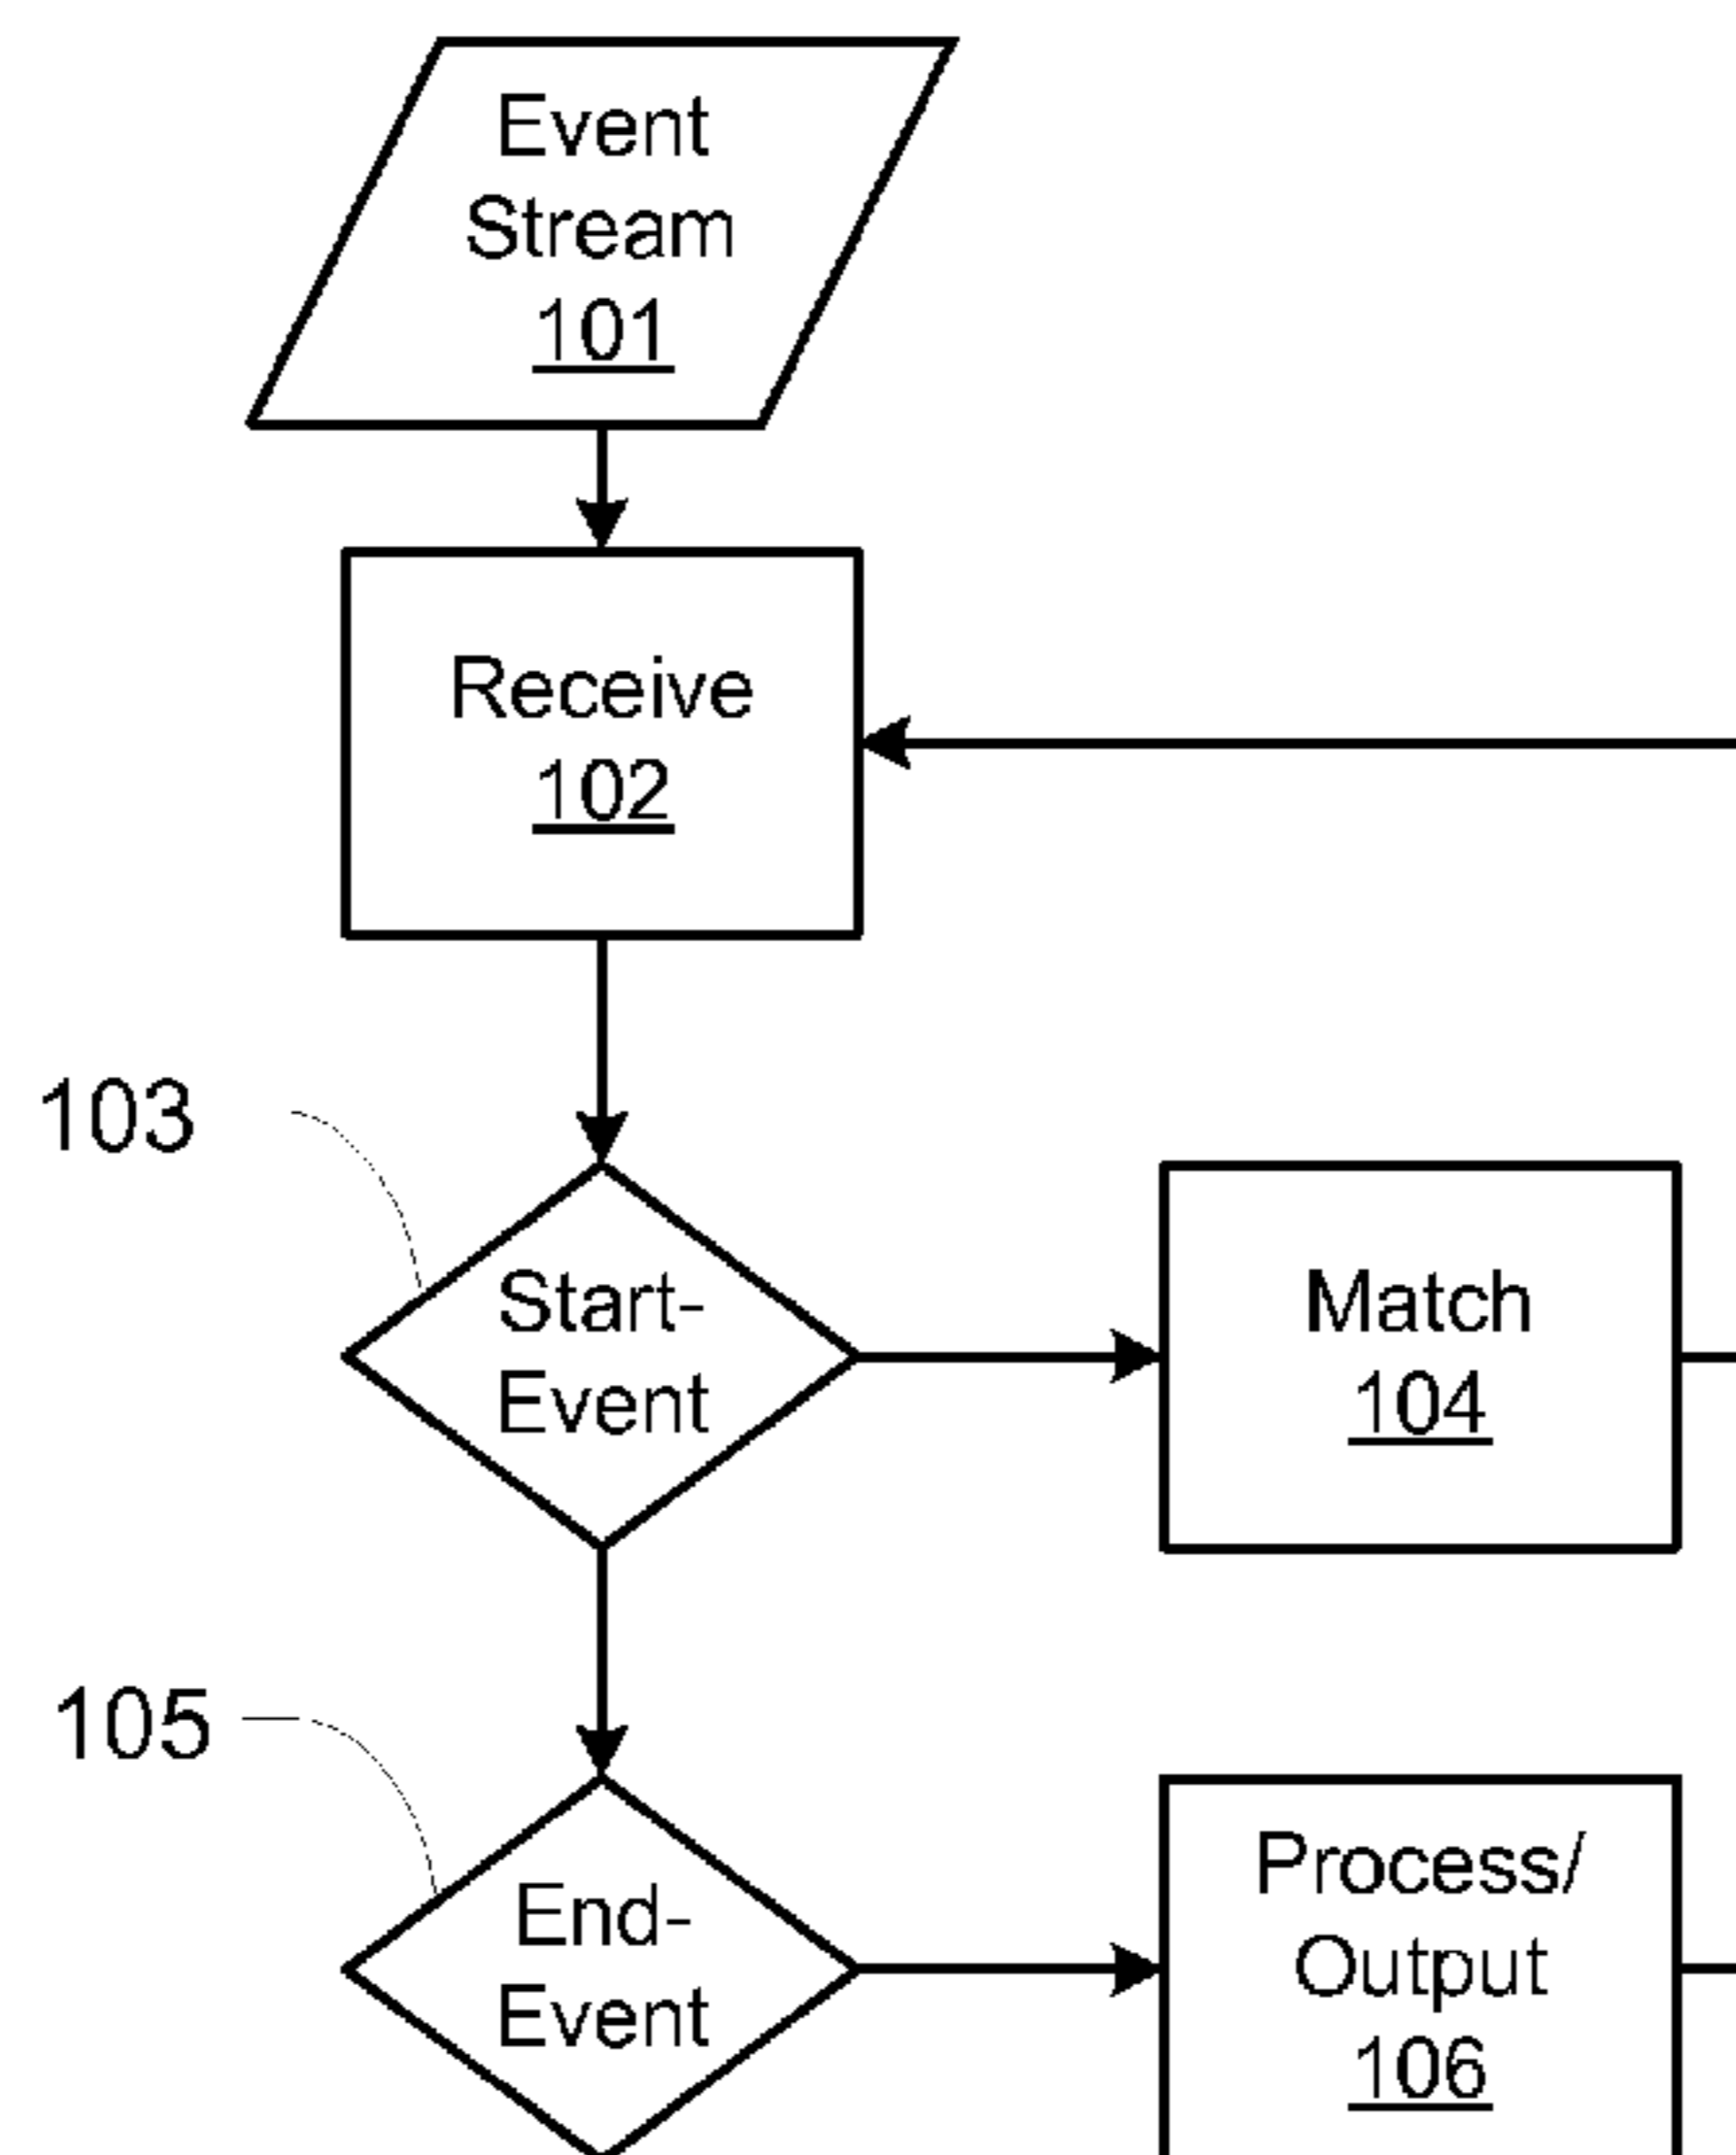 Event
Stream
101
Receive
102
103
Start-
Event
Match
104
105
End-
Event
Process/
Output
106